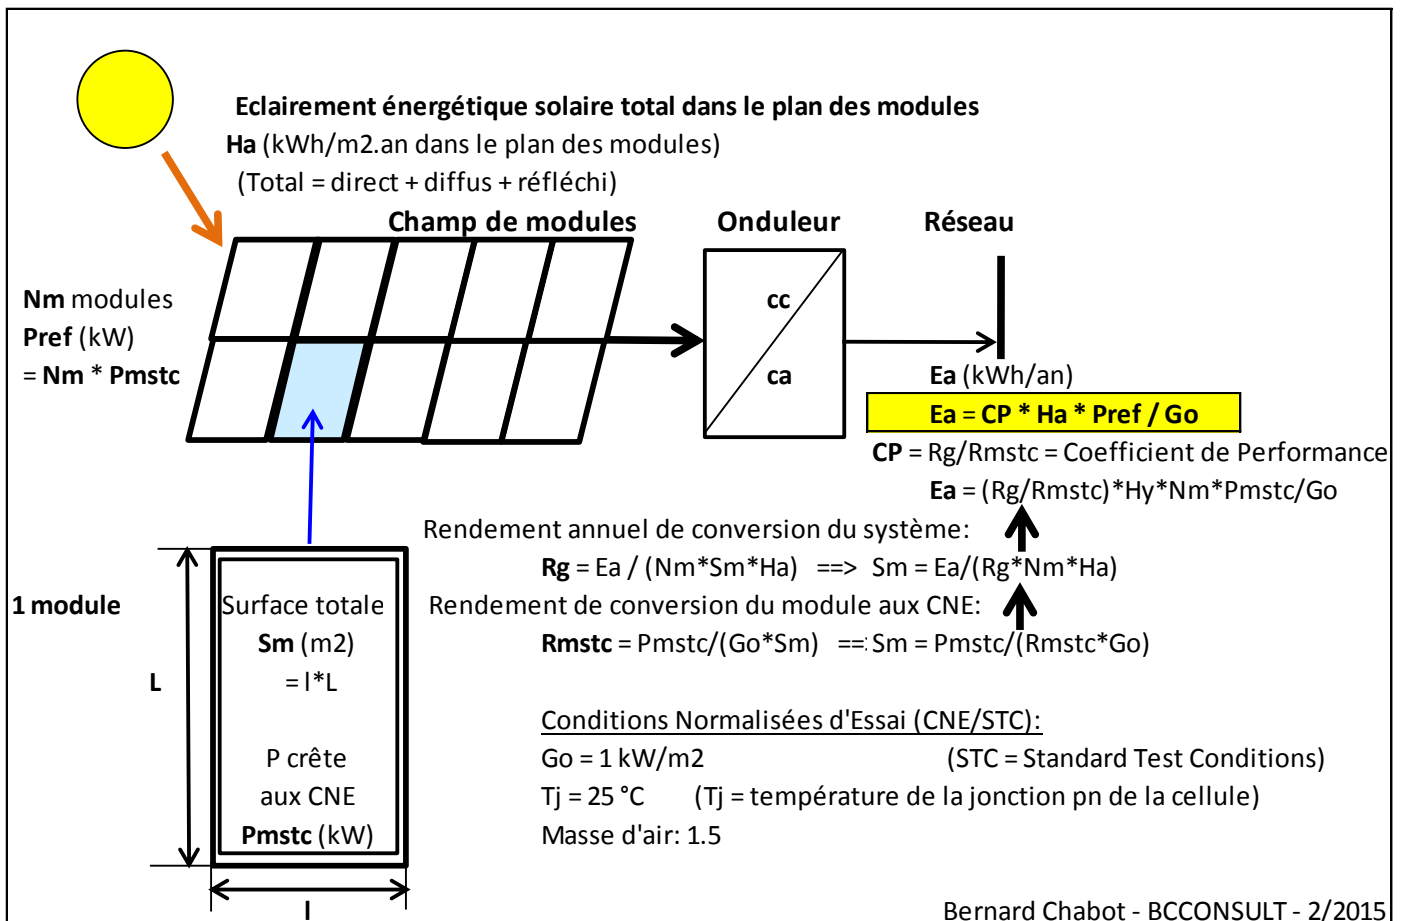 Eclairement énergétique solaire total dans le plan des modules
Ha (kWh/m2.an dans le plan des modules)
(Total = direct + diffus + réfléchi)
Champ de modules
Onduleur
Réseau
Nm modules
Pref (kW)
= Nm * Pmstc
cc
ca
Ea (kWh/an)
Ea = CP * Ha * Pref / Go
CP = Rg/Rmstc = Coefficient de Performance
Ea = (Rg/Rmstc)*Hy*Nm*Pmstc/Go
Rendement annuel de conversion du système:
Rg = Ea / (Nm*Sm*Ha) ==> Sm = Ea/(Rg*Nm*Ha)
Rendement de conversion du module aux CNE:
Rmstc = Pmstc/(Go*Sm) ==: Sm = Pmstc/(Rmstc*Go)
1 module
Surface totale
Sm (m2)
= l*L
L
P crête
aux CNE
Pmstc (kW)
l
Conditions Normalisées d'Essai (CNE/STC):
Go = 1 kW/m2 (STC = Standard Test Conditions)
Tj = 25 °C (Tj = température de la jonction pn de la cellule)
Masse d'air: 1.5
Bernard Chabot - BCCONSULT - 2/2015